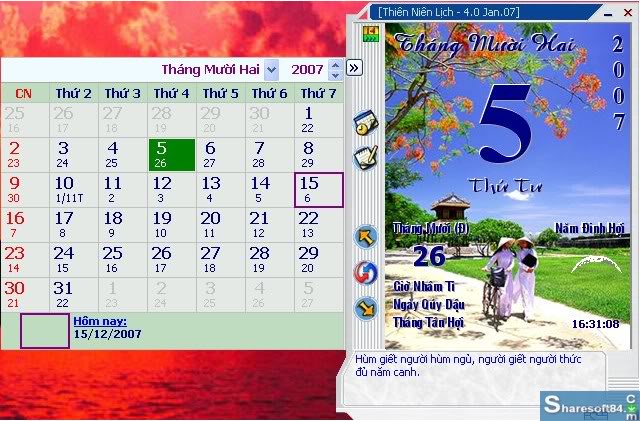 [Thiên Niên Lịch - 4.0 Jan.07]
Tháng Mười Hai 2007
CN Thứ 2 Thứ 3 Thứ 4 Thứ 5 Thứ 6 Thứ 7
25 26 27 28 29 30 1
16 17 18 19 20 21 22
2 3 4 5 6 7 8
23 24 25 26 27 28 29
9 10 11 12 13 14 15
30 1/11T 2 3 4 5 6
16 17 18 19 20 21 22
7 8 9 10 11 12 13
23 24 25 26 27 28 29
14 15 16 17 18 19 20
30 31 1 2 3 4 5
21 22 23 24 25 26 27
Hôm nay:
15/12/2007
14
Tháng Mười Hai
2007
5
Thứ Tư
Tháng Mười (Đ) Năm Đinh Hợi
26
Giờ Nhâm Tí
Ngày Qúy Dậu
Tháng Tân Hợi
16:31:08
Hùm giết người hùm ngủ, người giết người thức
đủ năm canh.
Sharesoft84.Com